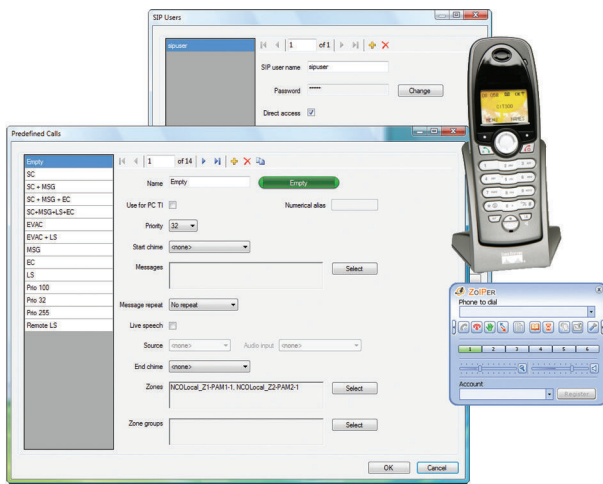 SIP Users
sipuser
1 of 1
SIP user name sipuser
Password ••••• Change
Direct access
Predefined Calls
Empty
SC
SC + MSG
SC + MSG + EC
SC+MSG+LS+EC
EVAC
EVAC + LS
MSG
EC
LS
Prio 100
Prio 32
Prio 255
Remote LS
1 of 14
Name Empty Empty
Use for PC TI Numerical alias
Priority 32
Start chime <none>
Messages Select
Message repeat No repeat
Live speech
Source <none> Audio input <none>
End chime <none>
Zones NCOLocal_Z1-PAM1-1, NCOLocal_Z2-PAM2-1 Select
Zone groups Select
OK Cancel
MENU NAMES
ZOIPER
Phone to dial
1 2 3 4 5 6
Account
Register